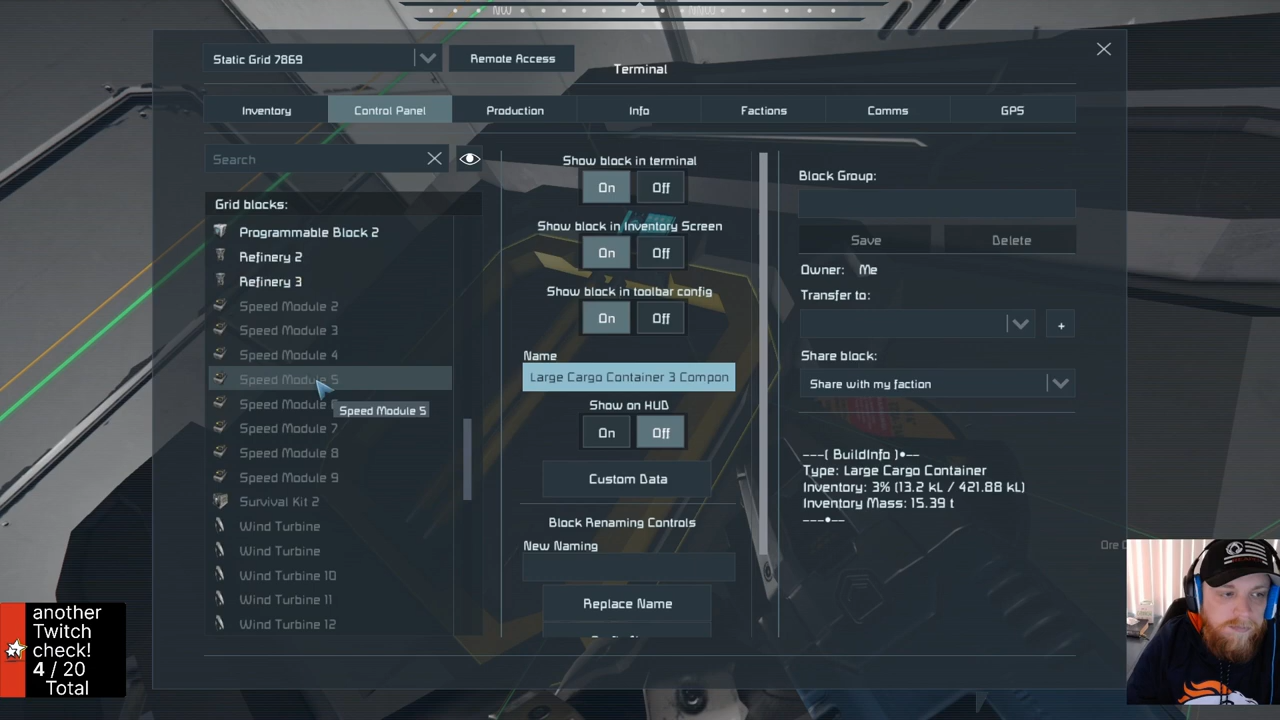 NW
NNW
Static Grid 7869
Remote Access
Terminal
Inventory
Control Panel
Production
Info
Factions
Comms
GPS
Search
Grid blocks:
Programmable Block 2
Refinery 2
Refinery 3
Speed Module 2
Speed Module 3
Speed Module 4
Speed Module 5
Speed Module
Speed Module 5
Speed Module 7
Speed Module 8
Speed Module 9
Survival Kit 2
Wind Turbine
Wind Turbine
Wind Turbine 10
Wind Turbine 11
Wind Turbine 12
Show block in terminal
On Off
Show block in Inventory Screen
On Off
Show block in toolbar config
On Off
Name
Large Cargo Container 3 Compon
Show on HUD
On Off
Custom Data
Block Renaming Controls
New Naming
Replace Name
Block Group:
Save Delete
Owner: Me
Transfer to:
+
Share block:
Share with my faction
---( BuildInfo )•--
Type: Large Cargo Container
Inventory: 3% (13.2 kL / 421.88 kL)
Inventory Mass: 15.39 t
---•--
Ore
another
Twitch
check!
4 / 20
Total